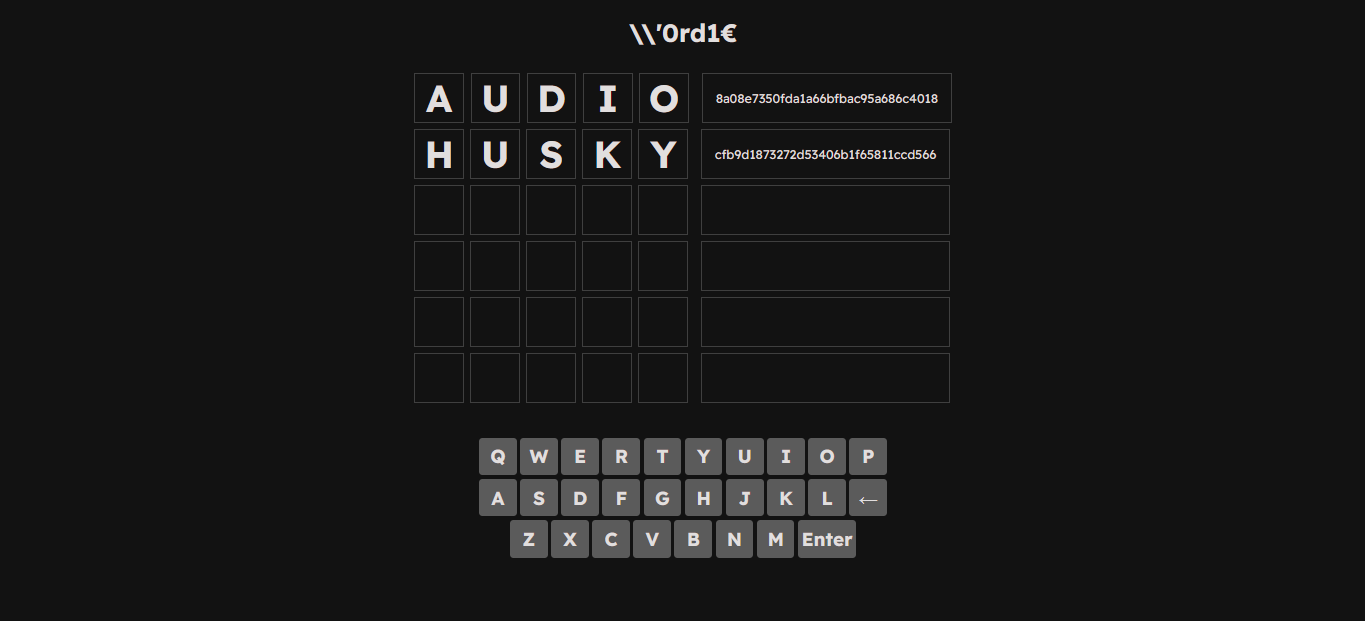 \\'0rd1€
A U D I O 8a08e7350fda1a66bfbac95a686c4018
H U S K Y cfb9d1873272d53406b1f65811ccd566
Q W E R T Y U I O P
A S D F G H J K L ←
Z X C V B N M Enter